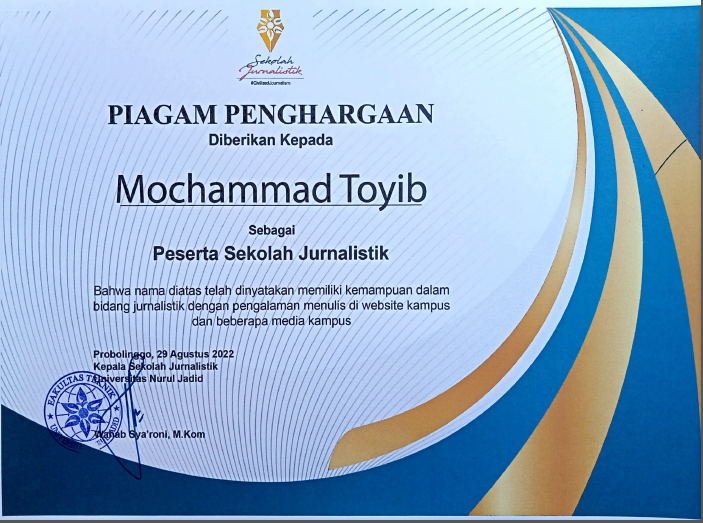 Sekolah
Jurnalistik
#CivilizedJournalism
PIAGAM PENGHARGAAN
Diberikan Kepada
Mochammad Toyib
Sebagai
Peserta Sekolah Jurnalistik
Bahwa nama diatas telah dinyatakan memiliki kemampuan dalam
bidang jurnalistik dengan pengalaman menulis di website kampus
dan beberapa media kampus
Probolinggo, 29 Agustus 2022
Kepala Sekolah Jurnalistik
Universitas Nurul Jadid
FAKULTAS TEKNIK
Wahab Sya'roni, M.Kom